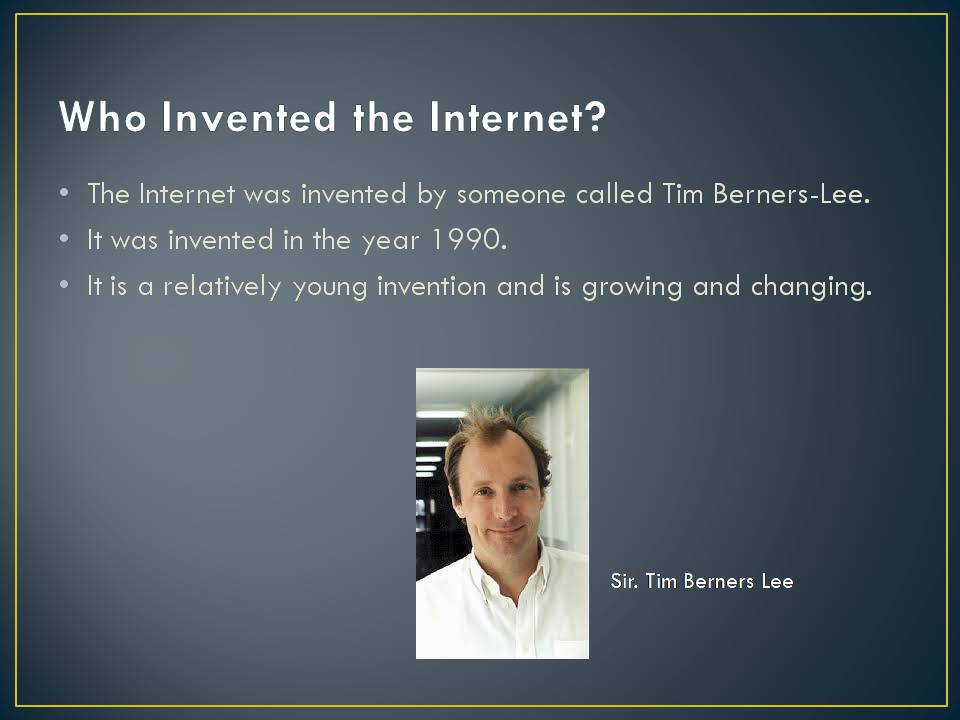 Who Invented the Internet?
• The Internet was invented by someone called Tim Berners-Lee.
• It was invented in the year 1990.
• It is a relatively young invention and is growing and changing.
Sir. Tim Berners Lee